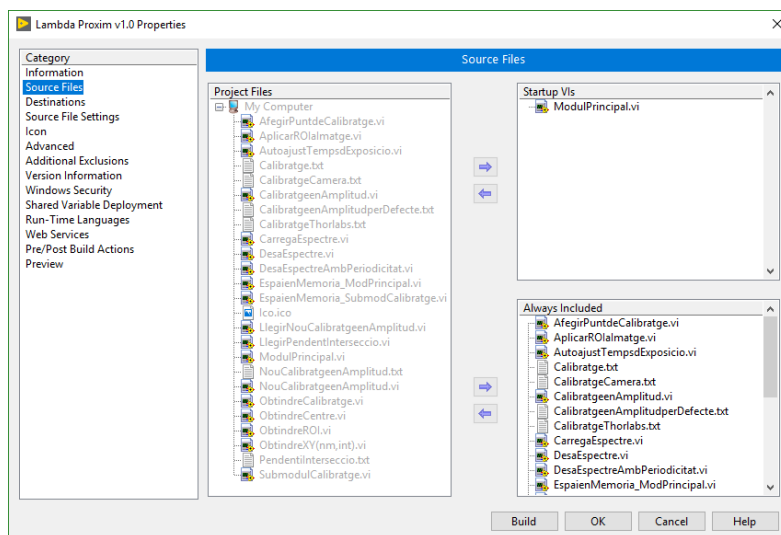 Lambda Proxim v1.0 Properties
Category
Information
Source Files
Destinations
Source File Settings
Icon
Advanced
Additional Exclusions
Version Information
Windows Security
Shared Variable Deployment
Run-Time Languages
Web Services
Pre/Post Build Actions
Preview
Source Files
Project Files
My Computer
AfegirPuntdeCalibratge.vi
AplicarROIalmatge.vi
AutoajustTempsdExposicio.vi
Calibratge.txt
CalibratgeCamera.txt
CalibratgeenAmplitud.vi
CalibratgeenAmplitudperDefecte.txt
CalibratgeThorlabs.txt
CarregaEspectre.vi
DesaEspectre.vi
DesaEspectreAmbPeriodicitat.vi
EspaienMemoria_ModPrincipal.vi
EspaienMemoria_SubmodCalibratge.vi
Ico.ico
LlegirNouCalibratgeenAmplitud.vi
LlegirPendentInterseccio.vi
ModulPrincipal.vi
NouCalibratgeenAmplitud.txt
NouCalibratgeenAmplitud.vi
ObtindreCalibratge.vi
ObtindreCentre.vi
ObtindreROI.vi
ObtindreXY(nm,int).vi
PendentiInterseccio.txt
SubmodulCalibratge.vi
Startup VIs
ModulPrincipal.vi
Always Included
AfegirPuntdeCalibratge.vi
AplicarROIalmatge.vi
AutoajustTempsdExposicio.vi
Calibratge.txt
CalibratgeCamera.txt
CalibratgeenAmplitud.vi
CalibratgeenAmplitudperDefecte.txt
CalibratgeThorlabs.txt
CarregaEspectre.vi
DesaEspectre.vi
DesaEspectreAmbPeriodicitat.vi
EspaienMemoria_ModPrincipal.vi
Build
OK
Cancel
Help